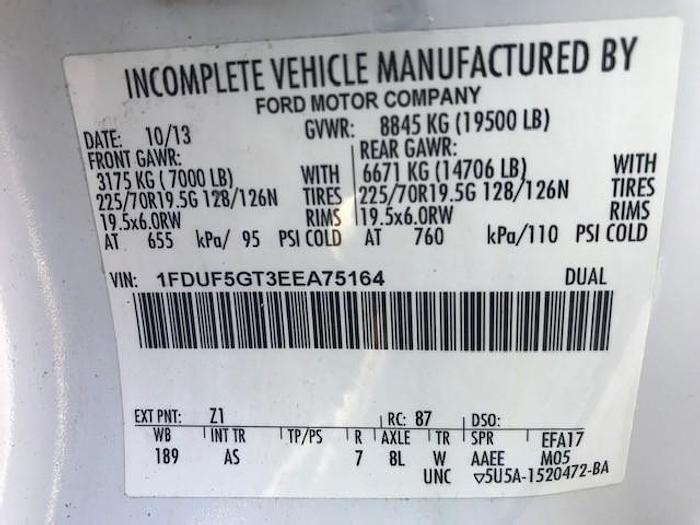 INCOMPLETE VEHICLE MANUFACTURED BY
FORD MOTOR COMPANY
DATE: 10/13 GVWR: 8845 KG (19500 LB)
FRONT GAWR: REAR GAWR:
3175 KG (7000 LB) WITH 6671 KG (14706 LB) WITH
225/70R19.5G 128/126N TIRES 225/70R19.5G 128/126N TIRES
19.5x6.0RW RIMS 19.5x6.0RW RIMS
AT 655 kPa/ 95 PSI COLD AT 760 kPa/110 PSI COLD
VIN: 1FDUF5GT3EEA75164 DUAL
EXT PNT: Z1 RC: 87 DSO:
WB INT TR TP/PS R AXLE TR SPR EFA17
189 AS 7 8L W AAEE M05
UNC ▽5U5A-1520472-BA